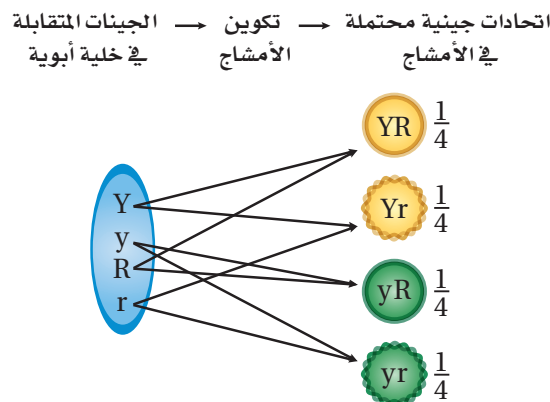 الجينات المتقابلة في خلية أبوية → تكوين الأمشاج → اتحادات جينية محتملة في الأمشاج
Y
y
R
r
YR 1/4
Yr 1/4
yR 1/4
yr 1/4